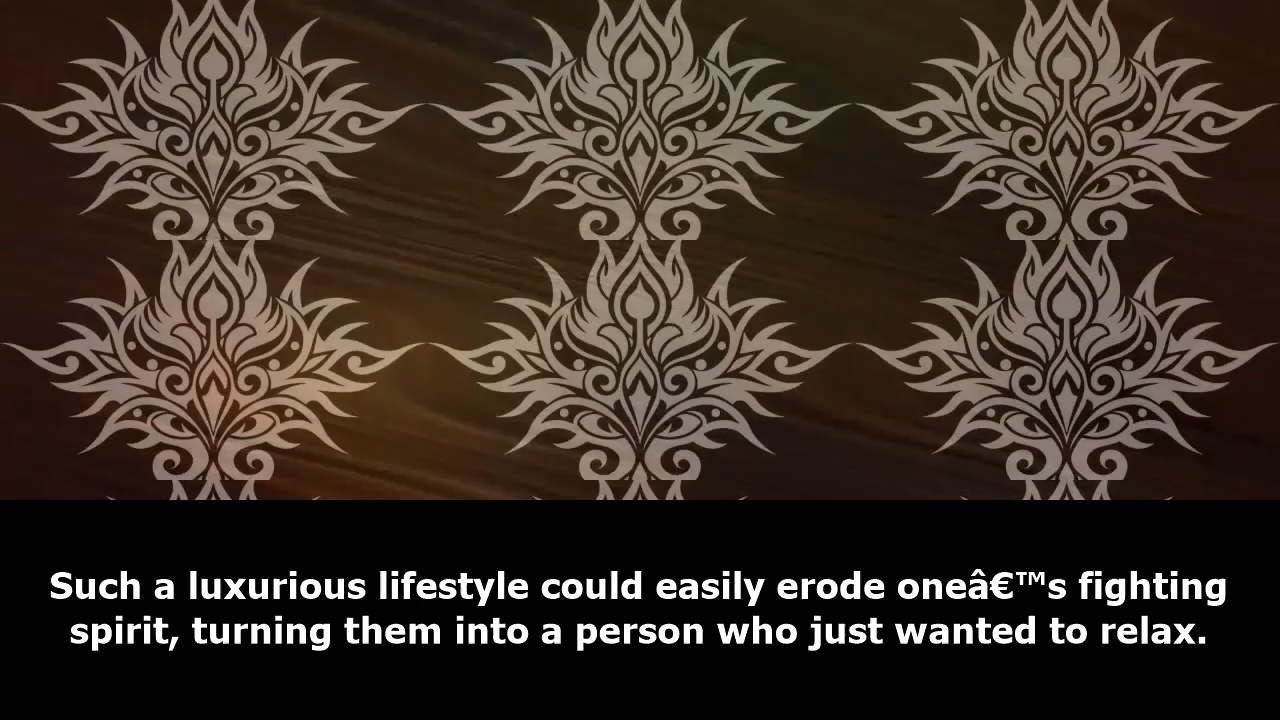 Such a luxurious lifestyle could easily erode oneâ€™s fighting
spirit, turning them into a person who just wanted to relax.